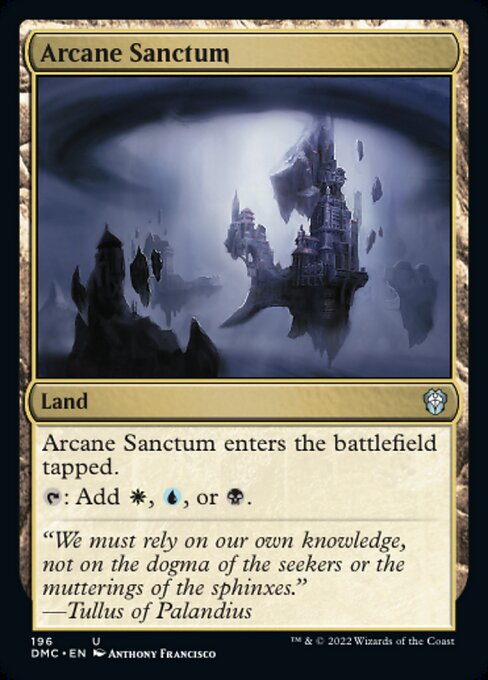 Arcane Sanctum
Land
Arcane Sanctum enters the battlefield
tapped.
: Add , , or .
“We must rely on our own knowledge,
not on the dogma of the seekers or the
mutterings of the sphinxes.”
—Tullus of Palandius
196 U
DMC • EN Anthony Francisco
™ & © 2022 Wizards of the Coast